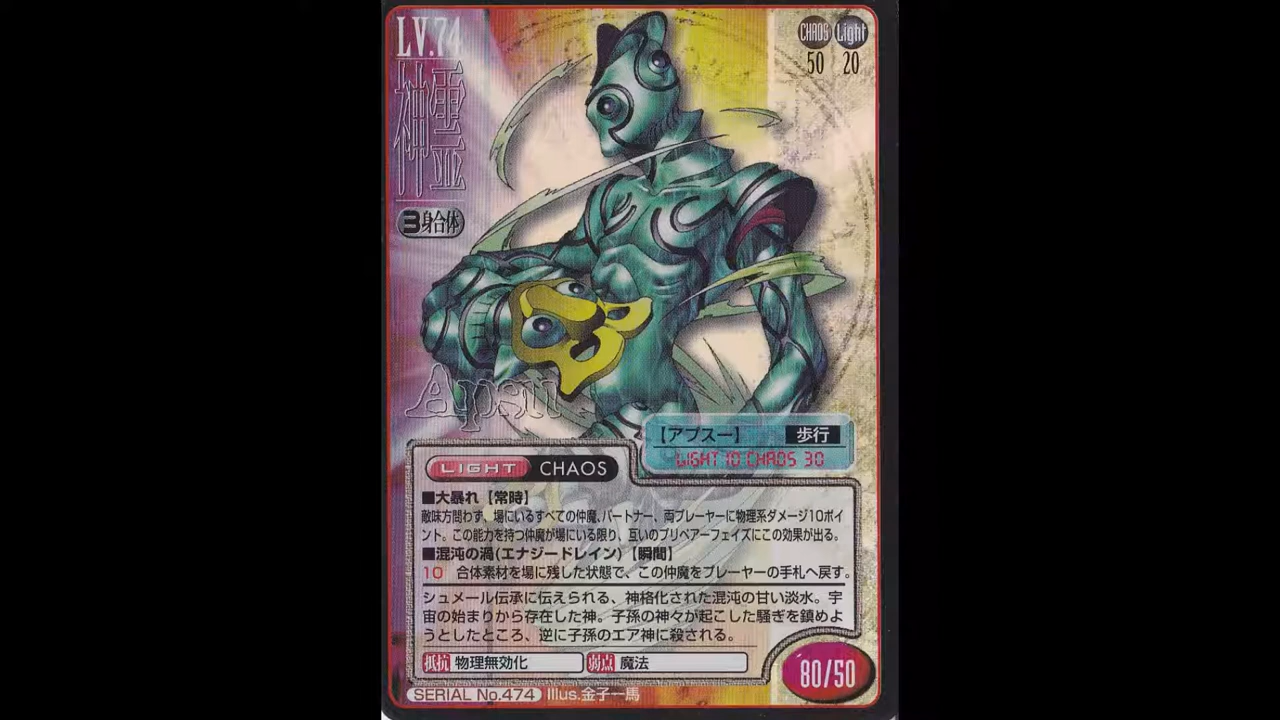 LV.74
CHAOS Light
50 20
神霊
3身合体
Apsu
【アプスー】 歩行
LIGHT 10 CHAOS 30
LIGHT CHAOS
■大暴れ【常時】
敵味方問わず、場にいるすべての仲魔、パートナー、両プレーヤーに物理系ダメージ10ポイ
ント。この能力を持つ仲魔が場にいる限り、互いのプリペアーフェイズにこの効果が出る。
■混沌の渦(エナジードレイン)【瞬間】
10 合体素材を場に残した状態で、この仲魔をプレーヤーの手札へ戻す。
シュメール伝承に伝えられる、神格化された混沌の甘い淡水。宇
宙の始まりから存在した神。子孫の神々が起こした騒ぎを鎮めよ
うとしたところ、逆に子孫のエア神に殺される。
抵抗 物理無効化 弱点 魔法
80/50
SERIAL No.474 Illus.金子一馬